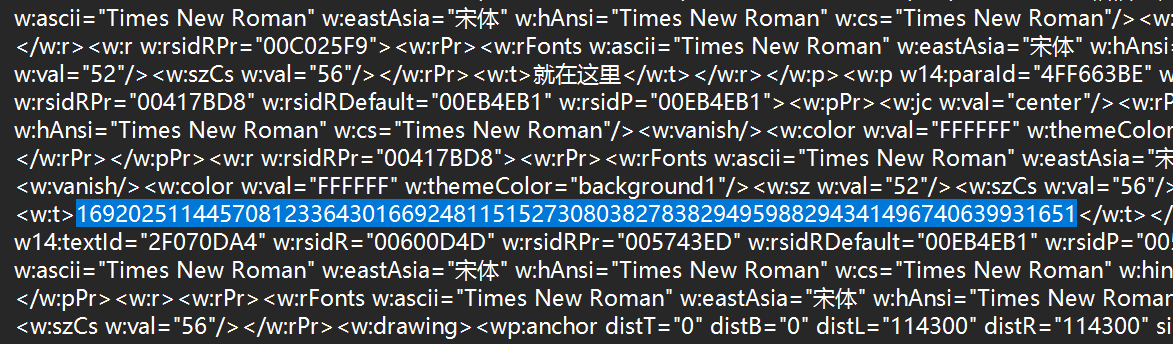 w:ascii="Times New Roman" w:eastAsia="宋体" w:hAnsi="Times New Roman" w:cs="Times New Roman"/><w:
</w:r><w:r w:rsidRPr="00C025F9"><w:rPr><w:rFonts w:ascii="Times New Roman" w:eastAsia="宋体" w:hAnsi
w:val="52"/><w:szCs w:val="56"/></w:rPr><w:t>就在这里</w:t></w:r></w:p><w:p w14:paraId="4FF663BE"
w:rsidRPr="00417BD8" w:rsidRDefault="00EB4EB1" w:rsidP="00EB4EB1"><w:pPr><w:jc w:val="center"/><w:rP
w:hAnsi="Times New Roman" w:cs="Times New Roman"/><w:vanish/><w:color w:val="FFFFFF" w:themeColor
</w:rPr></w:pPr><w:r w:rsidRPr="00417BD8"><w:rPr><w:rFonts w:ascii="Times New Roman" w:eastAsia="宋
<w:vanish/><w:color w:val="FFFFFF" w:themeColor="background1"/><w:sz w:val="52"/><w:szCs w:val="56"/
<w:t>16920251144570812336430166924811515273080382783829495988294341496740639931651</w:t></
w14:textId="2F070DA4" w:rsidR="00600D4D" w:rsidRPr="005743ED" w:rsidRDefault="00EB4EB1" w:rsidP="005
w:ascii="Times New Roman" w:eastAsia="宋体" w:hAnsi="Times New Roman" w:cs="Times New Roman" w:hin
</w:pPr><w:r><w:rPr><w:rFonts w:ascii="Times New Roman" w:eastAsia="宋体" w:hAnsi="Times New Roman
<w:szCs w:val="56"/></w:rPr><w:drawing><wp:anchor distT="0" distB="0" distL="114300" distR="114300" si